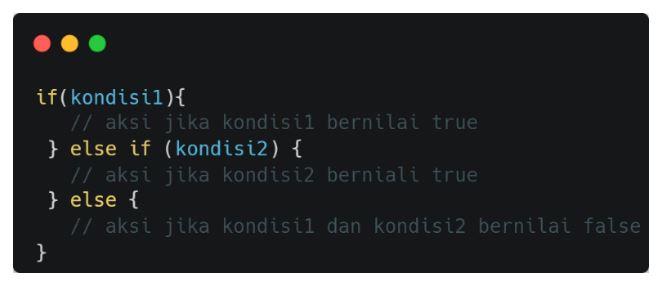 if(kondisi1){
// aksi jika kondisi1 bernilai true
} else if (kondisi2) {
// aksi jika kondisi2 berniali true
} else {
// aksi jika kondisi1 dan kondisi2 bernilai false
}